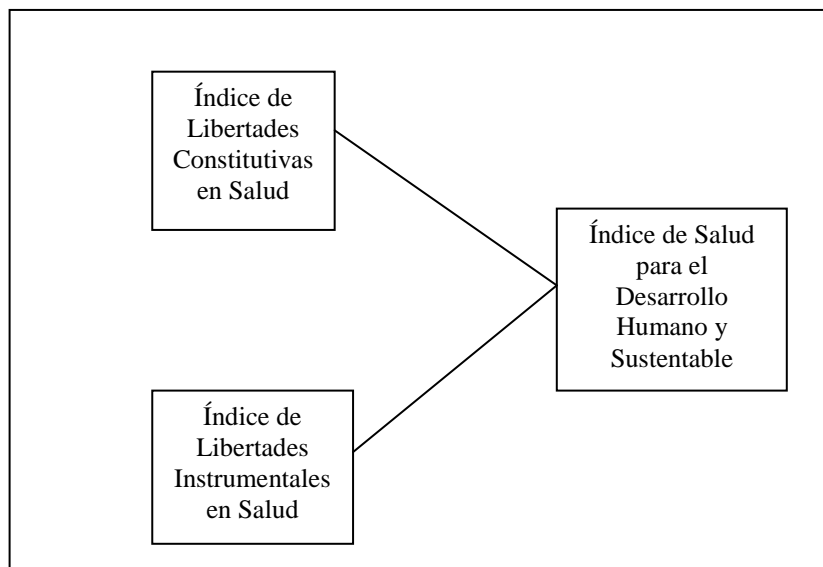 Índice de
Libertades
Constitutivas
en Salud
Índice de Salud
para el
Desarrollo
Humano y
Sustentable
Índice de
Libertades
Instrumentales
en Salud